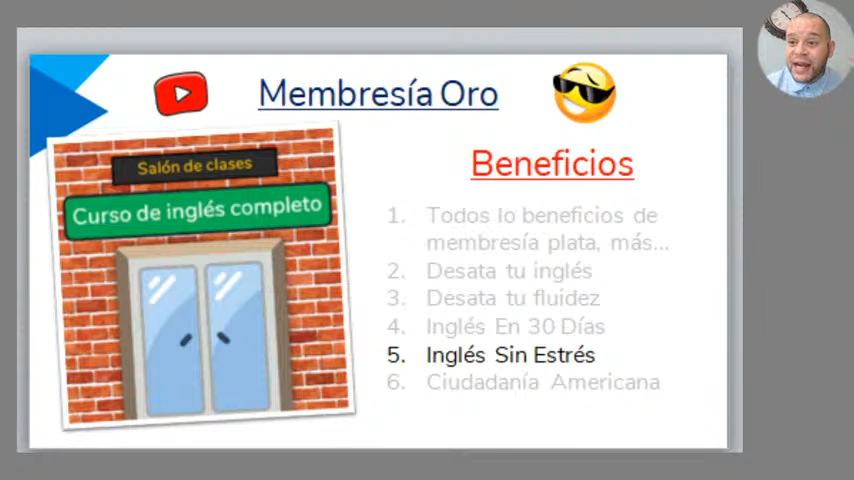 Membresía Oro
Salón de clases
Curso de inglés completo
Beneficios
1. Todos lo beneficios de
membresía plata, más...
2. Desata tu inglés
3. Desata tu fluidez
4. Inglés En 30 Días
5. Inglés Sin Estrés
6. Ciudadanía Americana